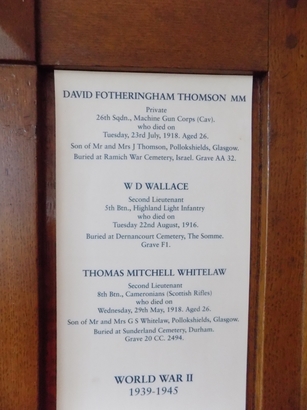 DAVID FOTHERINGHAM THOMSON MM
Private
26th Sqdn., Machine Gun Corps (Cav).
who died on
Tuesday, 23rd July, 1918. Aged 26.
Son of Mr and Mrs J Thomson, Pollokshields, Glasgow.
Buried at Ramich War Cemetery, Israel. Grave AA 32.
W D WALLACE
Second Lieutenant
5th Btn., Highland Light Infantry
who died on
Tuesday 22nd August, 1916.
Buried at Dernancourt Cemetery, The Somme.
Grave F1.
THOMAS MITCHELL WHITELAW
Second Lieutenant
8th Btn., Cameronians (Scottish Rifles)
who died on
Wednesday, 29th May, 1918. Aged 26.
Son of Mr and Mrs G S Whitelaw, Pollokshields, Glasgow.
Buried at Sunderland Cemetery, Durham.
Grave 20 CC. 2494.
WORLD WAR II
1939-1945